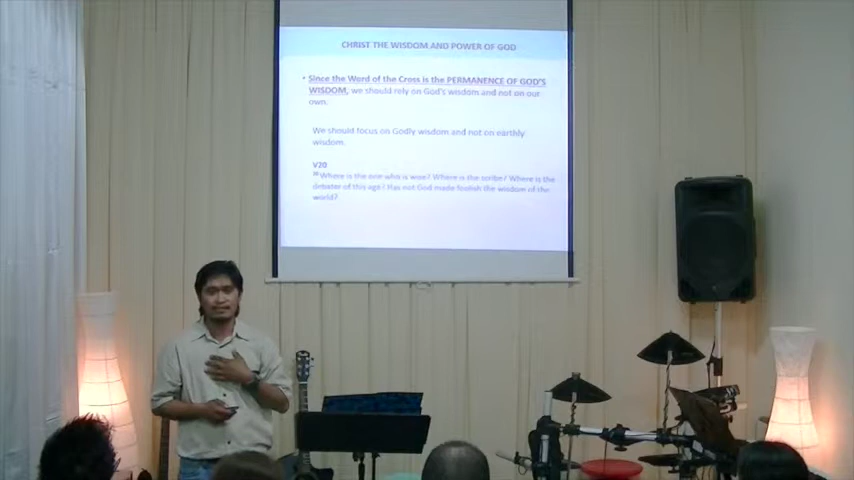 CHRIST THE WISDOM AND POWER OF GOD
• Since the Word of the Cross is the PERMANENCE OF GOD'S
WISDOM, we should rely on God's wisdom and not on our
own.
We should focus on Godly wisdom and not on earthly
wisdom.
V20
20 Where is the one who is wise? Where is the scribe? Where is the
debater of this age? Has not God made foolish the wisdom of the
world?